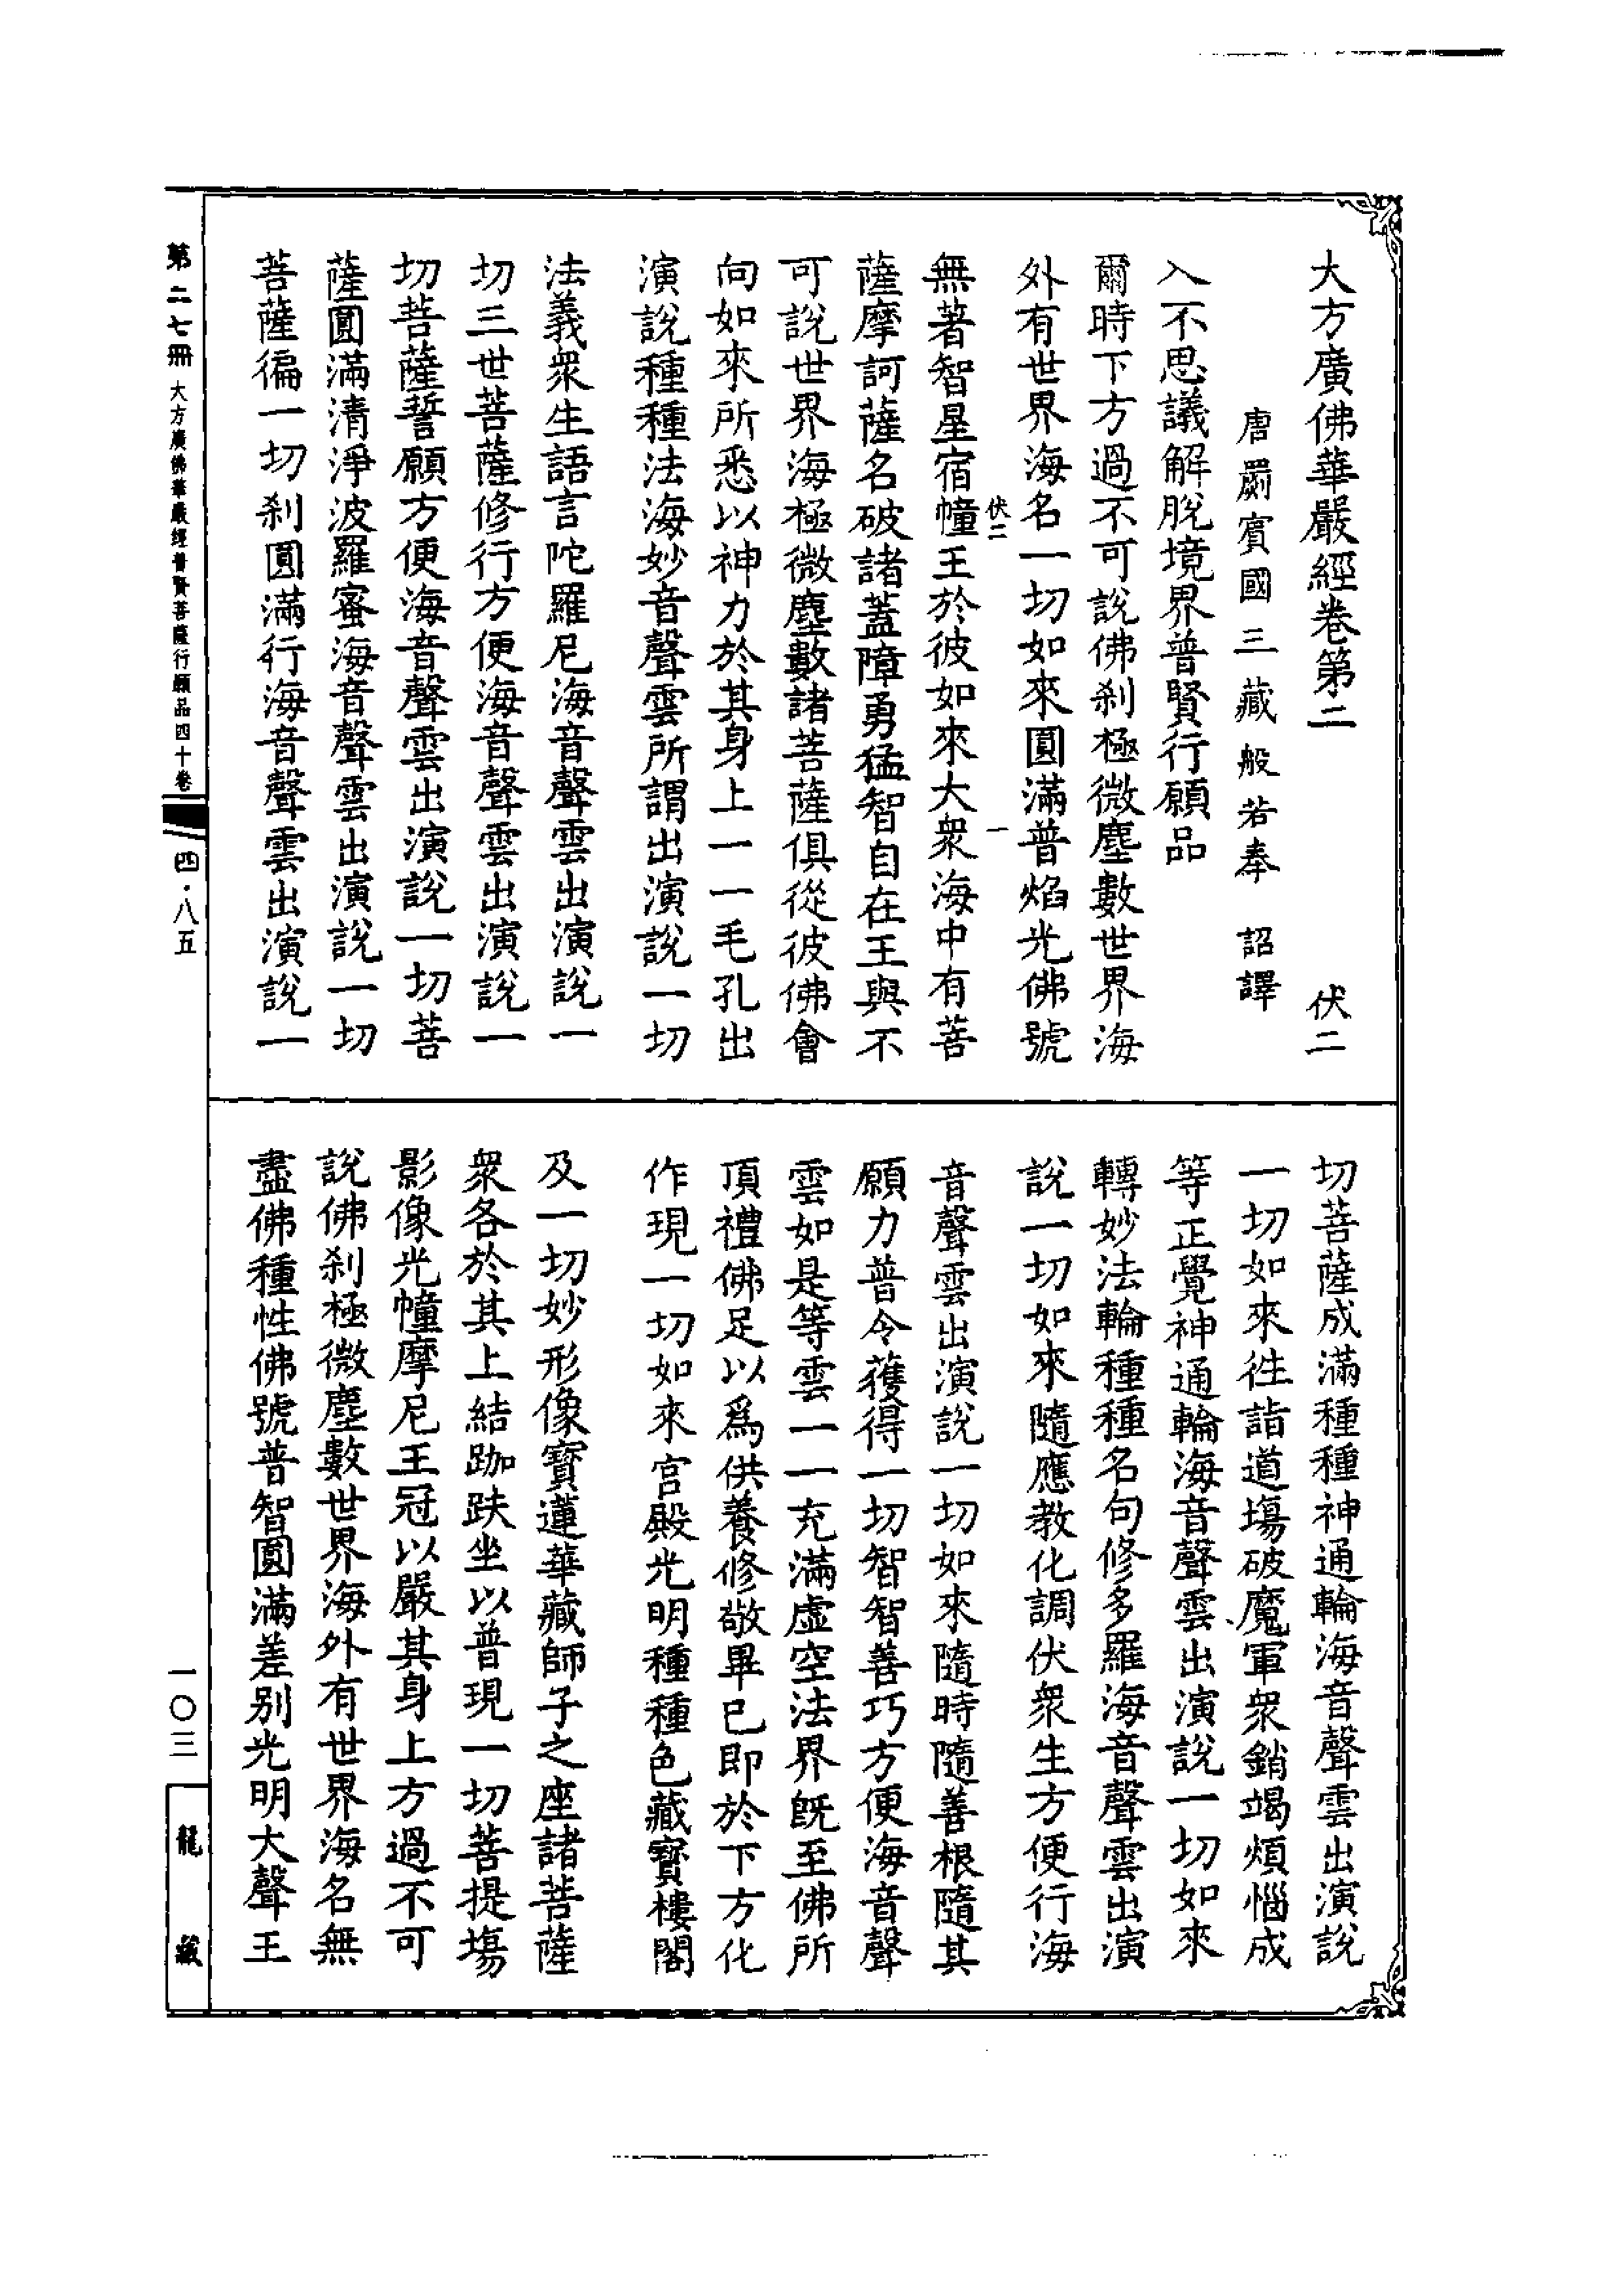 大方廣佛華嚴經卷第二　伏二
唐罽賓國三藏般若奉　詔譯
入不思議解脫境界普賢行願品
爾時下方過不可說佛剎極微塵數世界海
外有世界海名一切如來圓滿普焰光佛號
伏二　一
無著智星宿幢王於彼如來大衆海中有菩
薩摩訶薩名破諸蓋障勇猛智自在王與不
可說世界海極微塵數諸菩薩俱從彼佛會
向如來所悉以神力於其身上一一毛孔出
演說種種法海妙音聲雲所謂出演說一切
法義衆生語言陀羅尼海音聲雲出演說一
切三世菩薩修行方便海音聲雲出演說一
切菩薩誓願方便海音聲雲出演說一切菩
薩圓滿清淨波羅蜜海音聲雲出演說一切
菩薩徧一切剎圓滿行海音聲雲出演說一
切菩薩成滿種種神通輪海音聲雲出演說
一切如來往詣道場破魔軍衆銷竭煩惱成
等正覺神通輪海音聲雲出演說一切如來
轉妙法輪種種名句修多羅海音聲雲出演
說一切如來隨應教化調伏衆生方便行海
音聲雲出演說一切如來隨時隨善根隨其
願力普令獲得一切智智善巧方便海音聲
雲如是等雲一一充滿虛空法界既至佛所
頂禮佛足以爲供養修敬畢已即於下方化
作現一切如來宮殿光明種種色藏寶樓閣
及一切妙形像寶蓮華藏師子之座諸菩薩
衆各於其上結跏趺坐以普現一切菩提場
影像光幢摩尼王冠以嚴其身上方過不可
說佛剎極微塵數世界海外有世界海名無
盡佛種性佛號普智圓滿差別光明大聲王
第二七冊　大方廣佛華嚴經普賢菩薩行願品四十卷　四·八五
一〇三　龍藏